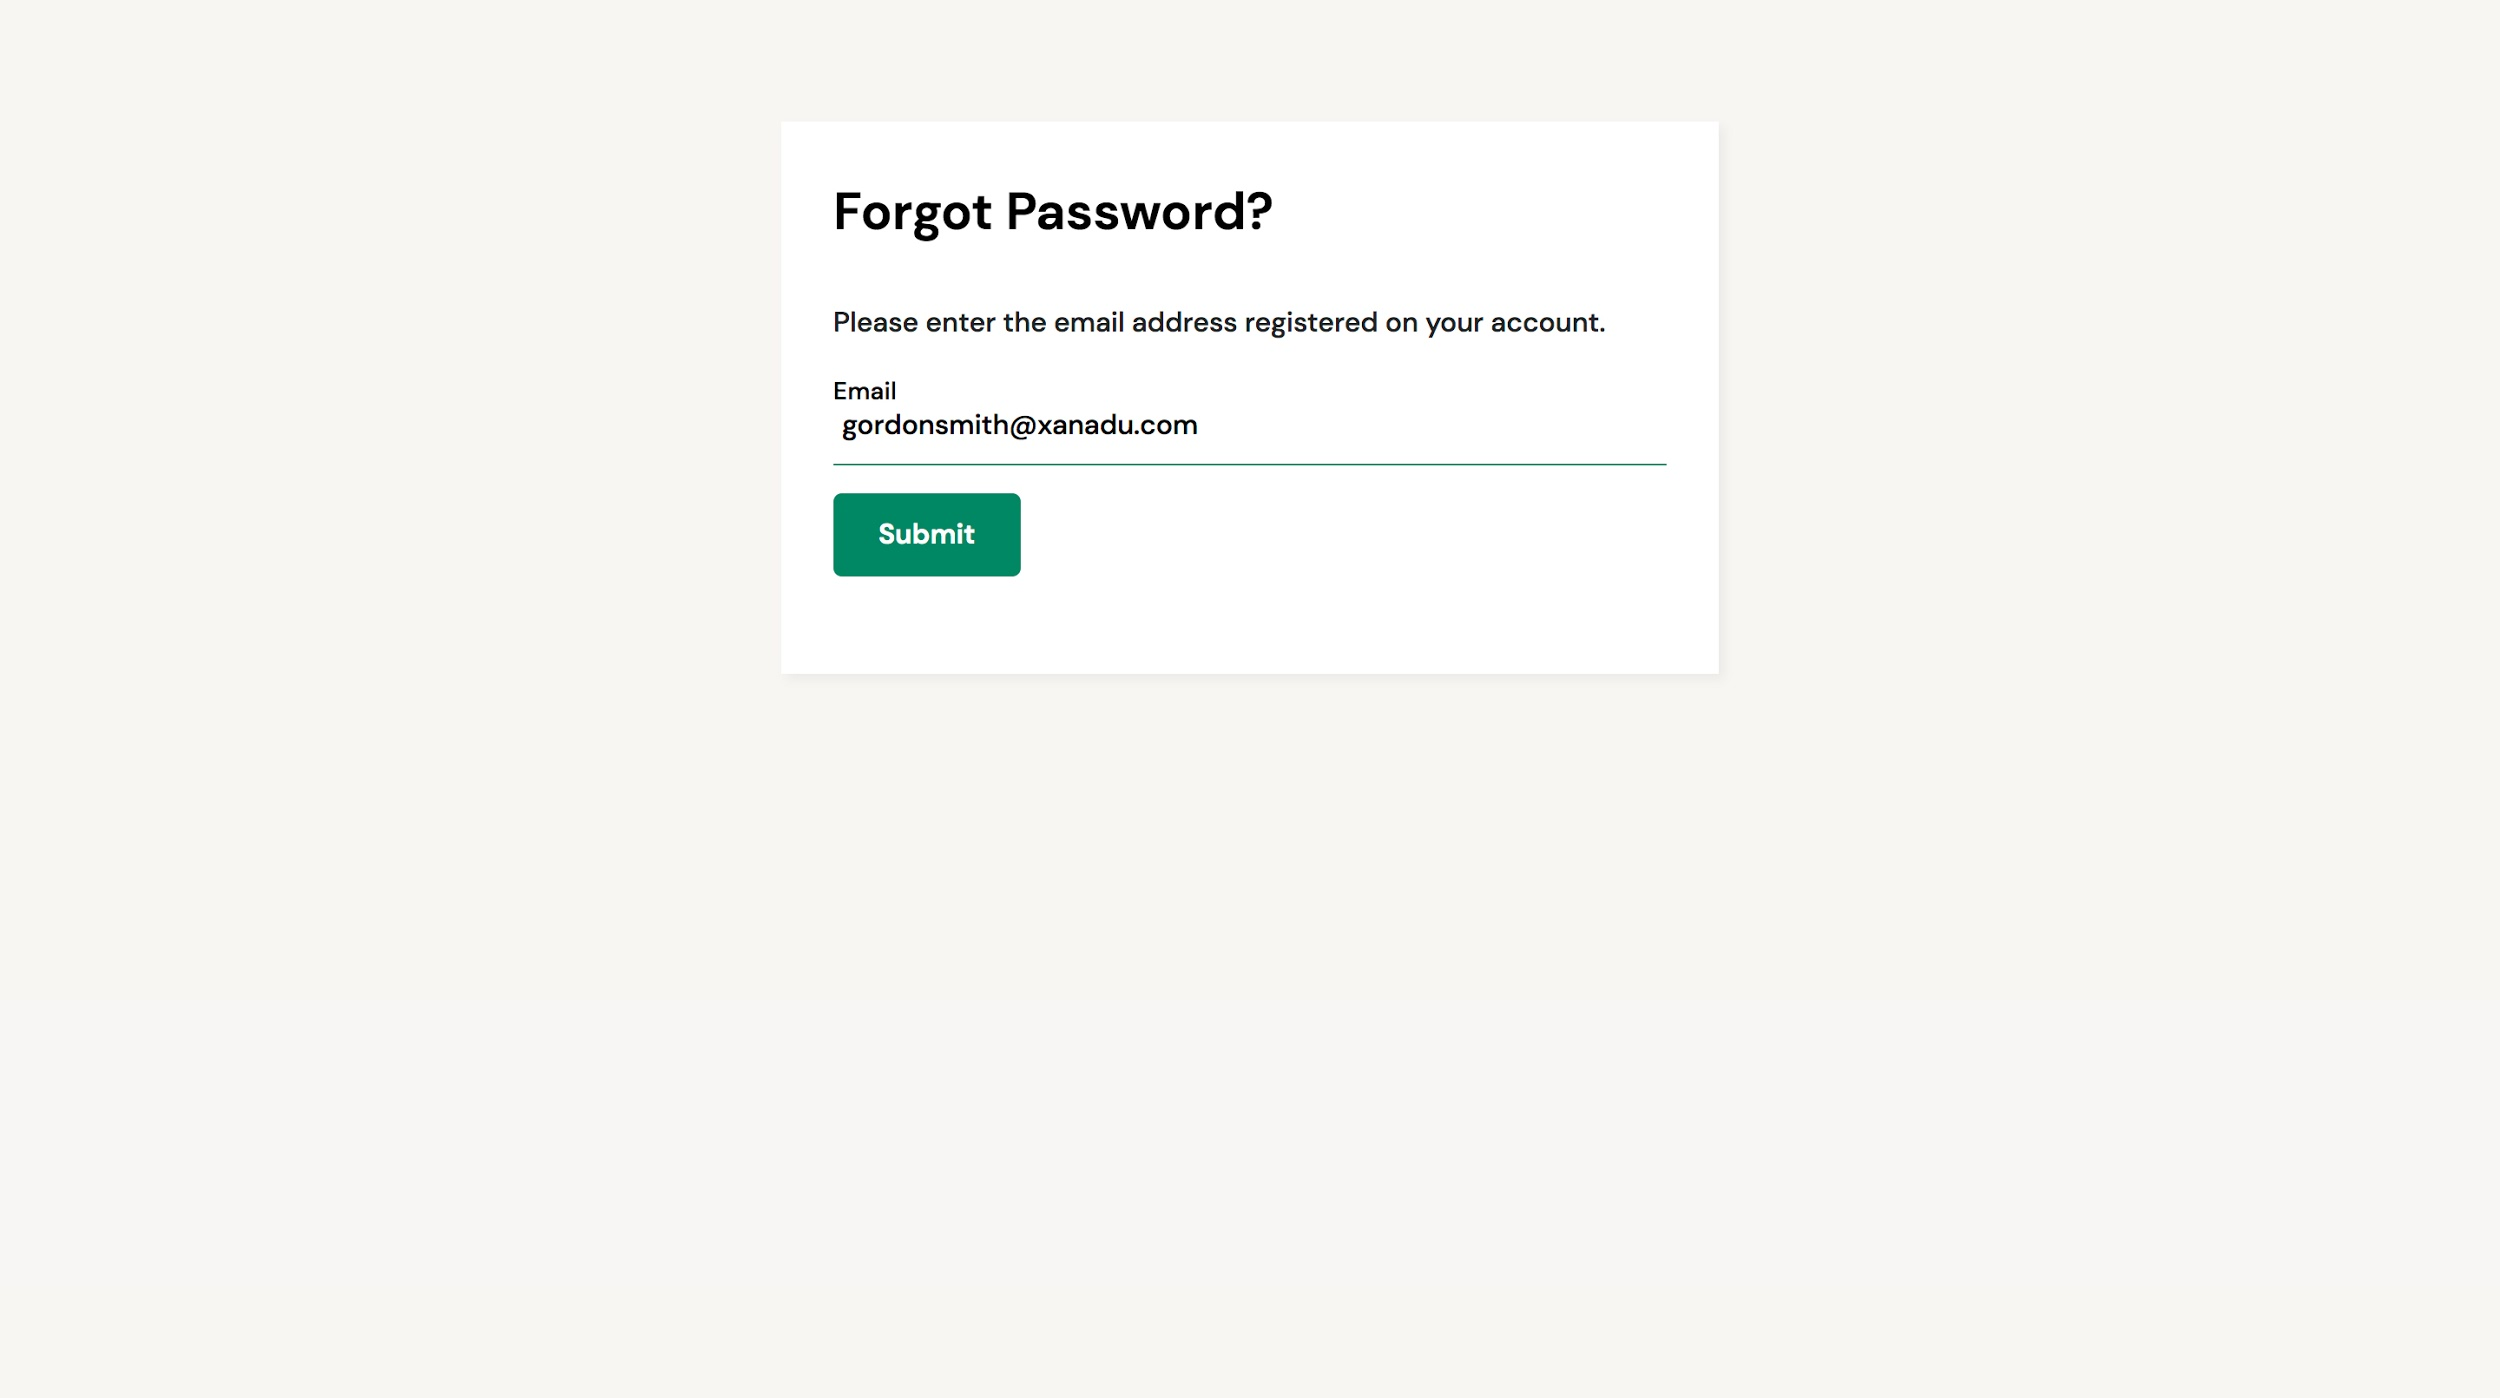 Forgot Password?
Please enter the email address registered on your account.
Email
gordonsmith@xanadu.com
Submit